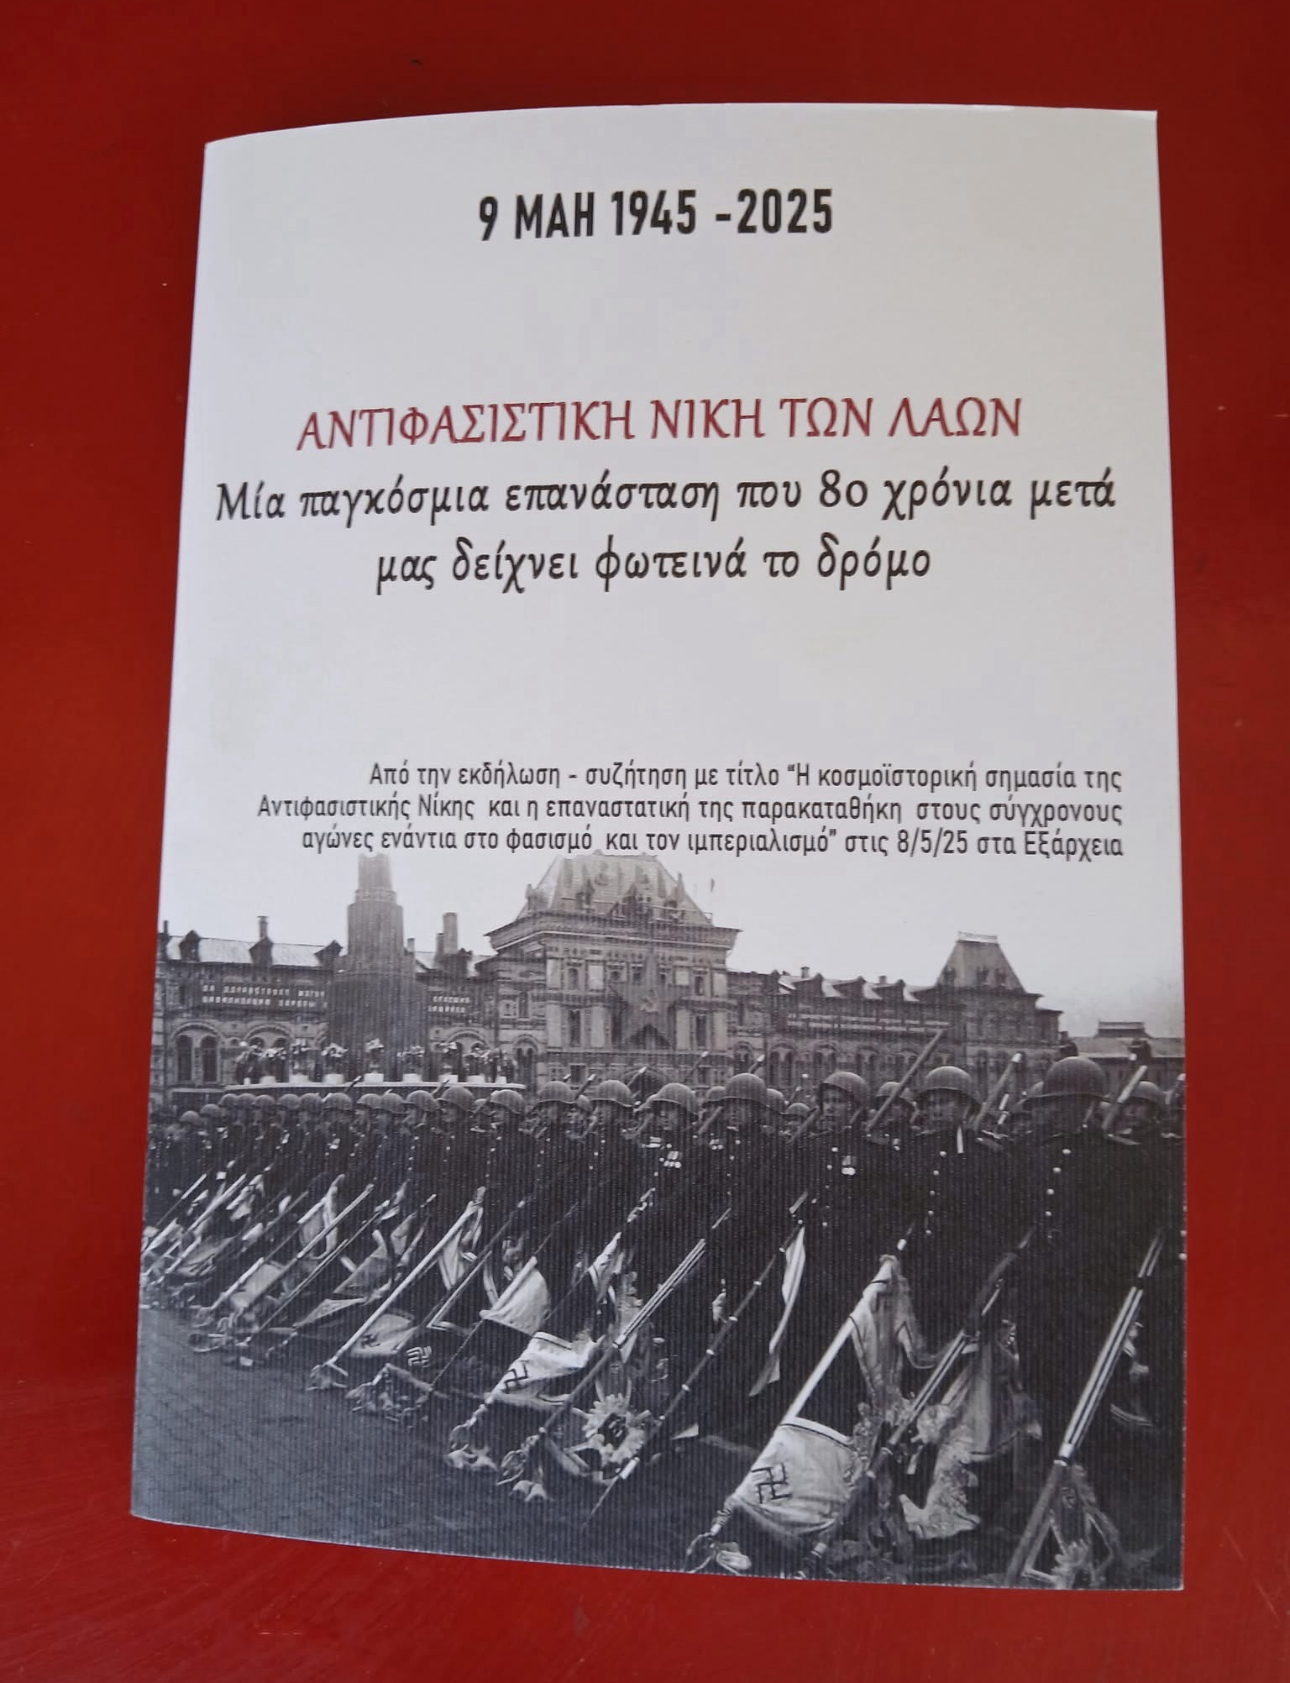 9 ΜΑΗ 1945 -2025
ΑΝΤΙΦΑΣΙΣΤΙΚΗ ΝΙΚΗ ΤΩΝ ΛΑΩΝ
Μία παγκόσμια επανάσταση που 80 χρόνια μετά
μας δείχνει φωτεινά το δρόμο
Από την εκδήλωση - συζήτηση με τίτλο “Η κοσμοϊστορική σημασία της
Αντιφασιστικής Νίκης και η επαναστατική της παρακαταθήκη στους σύγχρονους
αγώνες ενάντια στο φασισμό και τον ιμπεριαλισμό” στις 8/5/25 στα Εξάρχεια